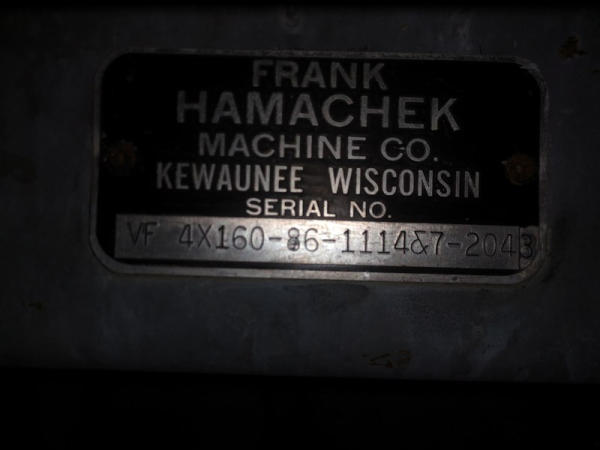 FRANK
HAMACHEK
MACHINE CO.
KEWAUNEE WISCONSIN
SERIAL NO.
VF 4X160-86-1114&7-2043